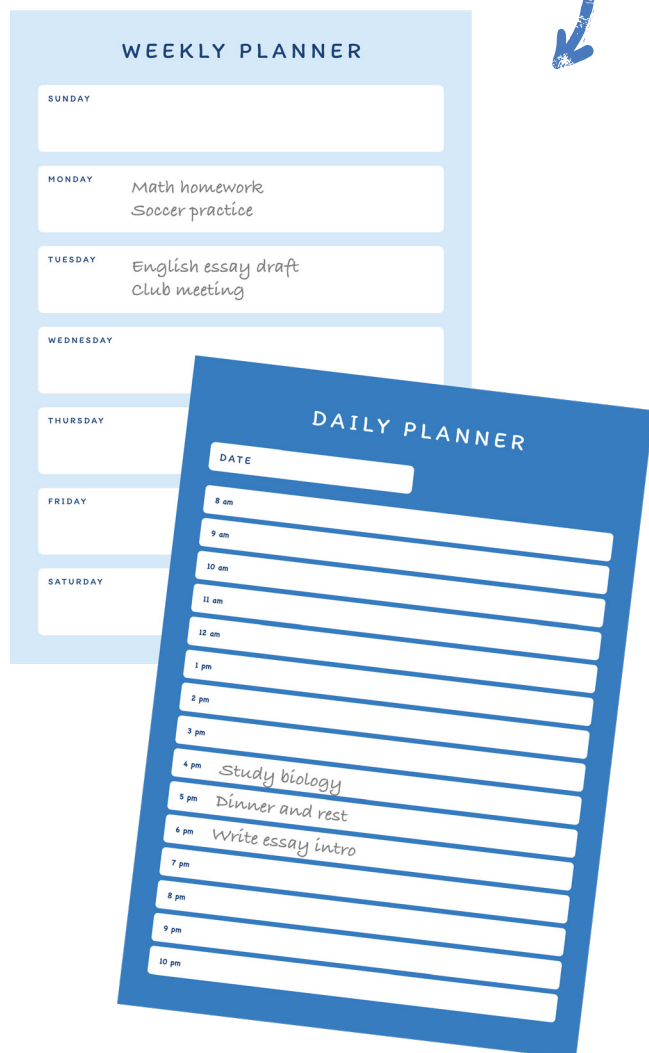 WEEKLY PLANNER
SUNDAY
MONDAY
Math homework
Soccer practice
TUESDAY
English essay draft
Club meeting
WEDNESDAY
THURSDAY
FRIDAY
SATURDAY
DAILY PLANNER
DATE
8 am
9 am
10 am
11 am
12 am
1 pm
2 pm
3 pm
4 pm Study biology
5 pm Dinner and rest
6 pm Write essay intro
7 pm
8 pm
9 pm
10 pm